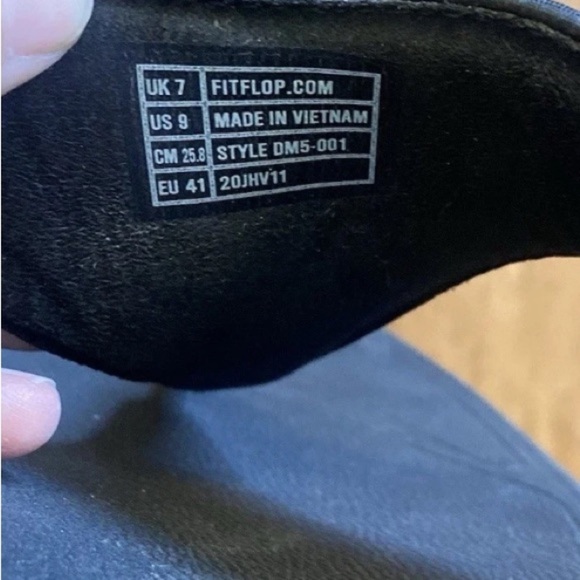 UK 7 FITFLOP.COM
US 9 MADE IN VIETNAM
CM 25.8 STYLE DM5-001
EU 41 20JHV11